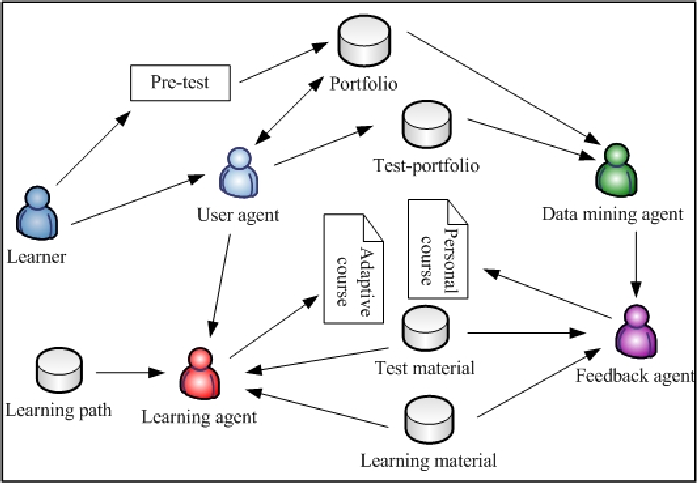 Portfolio
Pre-test
Test-portfolio
User agent
Data mining agent
Learner
Adaptive
course
Personal
course
Test material
Feedback agent
Learning path
Learning agent
Learning material